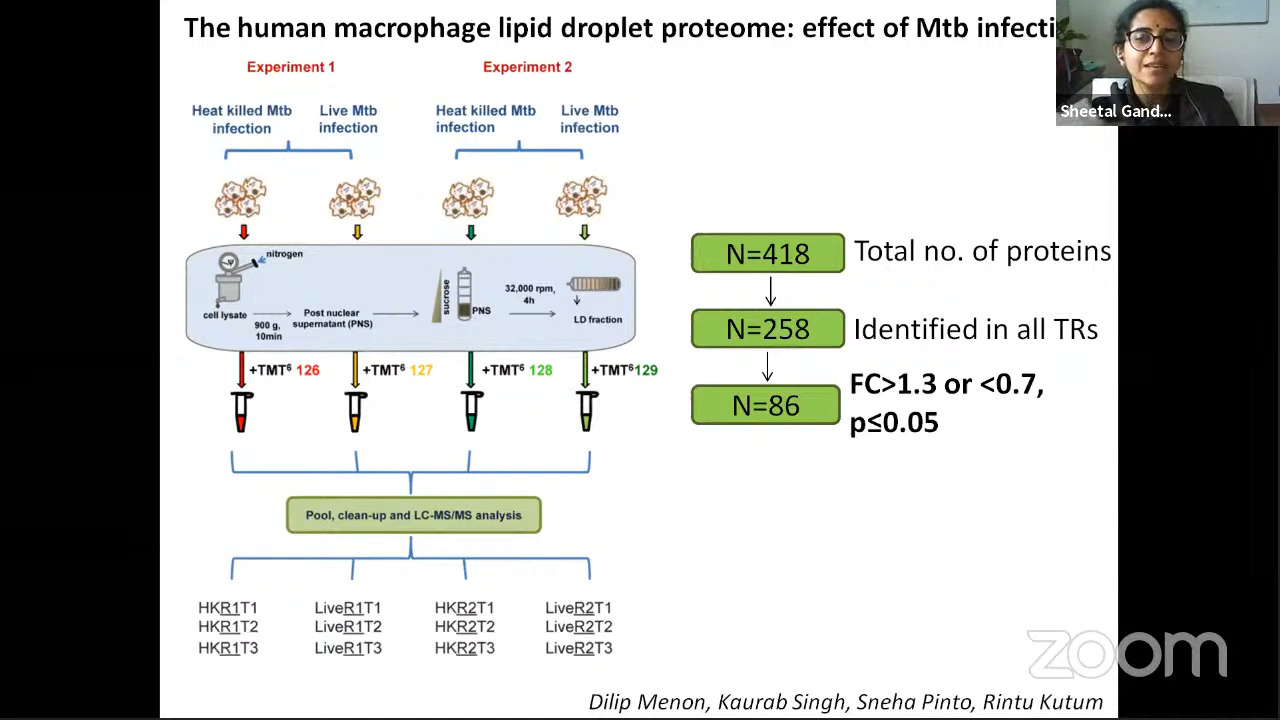 The human macrophage lipid droplet proteome: effect of Mtb infecti
Sheetal Gand...
Experiment 1
Experiment 2
Heat killed Mtb
infection
Live Mtb
infection
Heat killed Mtb
infection
Live Mtb
infection
nitrogen
cell lysate
900 g,
10min
Post nuclear
supernatant (PNS)
sucrose
PNS
32,000 rpm,
4h
LD fraction
+TMT⁶ 126
+TMT⁶ 127
+TMT⁶ 128
+TMT⁶129
Pool, clean-up and LC-MS/MS analysis
HKR1T1
HKR1T2
HKR1T3
LiveR1T1
LiveR1T2
LiveR1T3
HKR2T1
HKR2T2
HKR2T3
LiveR2T1
LiveR2T2
LiveR2T3
N=418
Total no. of proteins
N=258
Identified in all TRs
N=86
FC>1.3 or <0.7,
p≤0.05
zoom
Dilip Menon, Kaurab Singh, Sneha Pinto, Rintu Kutum